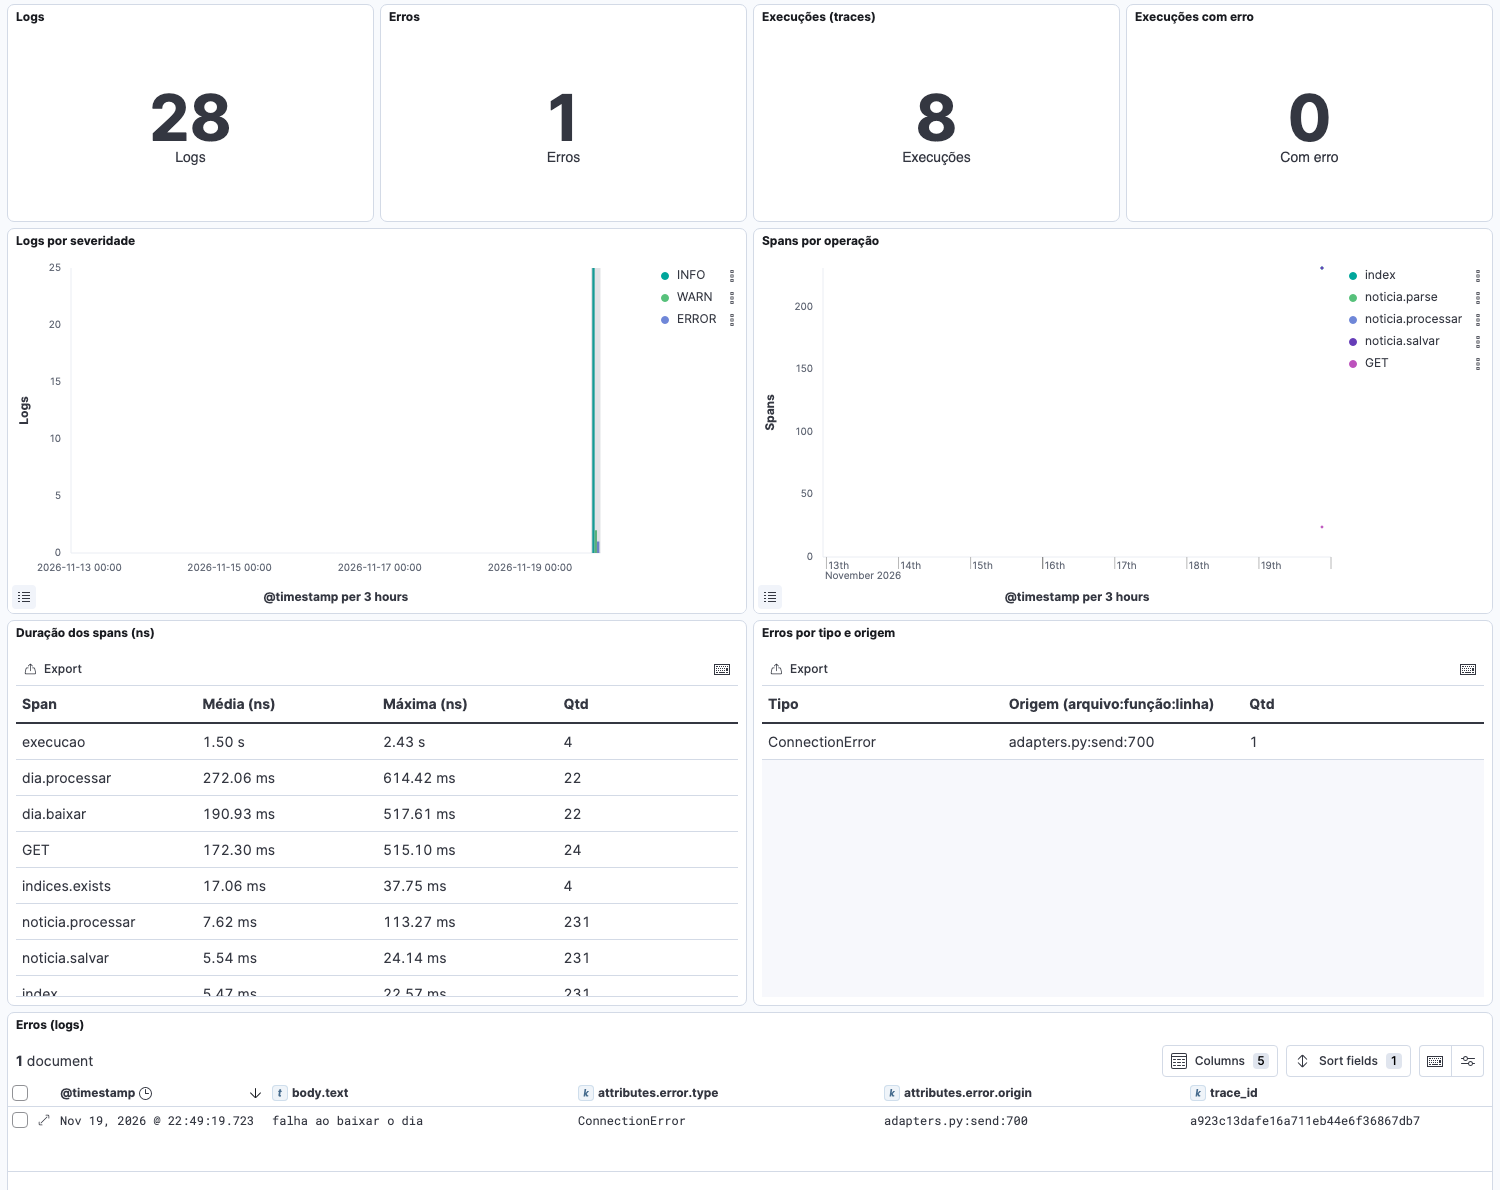 Logs
28
Logs
Erros
1
Erros
Execuções (traces)
8
Execuções
Execuções com erro
0
Com erro
Logs por severidade
25
20
15
10
5
0
Logs
2026-11-13 00:00
2026-11-15 00:00
2026-11-17 00:00
2026-11-19 00:00
@timestamp per 3 hours
INFO
WARN
ERROR
Spans por operação
200
150
100
50
0
Spans
13th
14th
15th
16th
17th
18th
19th
November 2026
@timestamp per 3 hours
index
noticia.parse
noticia.processar
noticia.salvar
GET
Duração dos spans (ns)
Export
Span Média (ns) Máxima (ns) Qtd
execucao 1.50 s 2.43 s 4
dia.processar 272.06 ms 614.42 ms 22
dia.baixar 190.93 ms 517.61 ms 22
GET 172.30 ms 515.10 ms 24
indices.exists 17.06 ms 37.75 ms 4
noticia.processar 7.62 ms 113.27 ms 231
noticia.salvar 5.54 ms 24.14 ms 231
index 5.47 ms 22.57 ms 231
Erros por tipo e origem
Export
Tipo Origem (arquivo:função:linha) Qtd
ConnectionError adapters.py:send:700 1
Erros (logs)
1 document
Columns 5
Sort fields 1
@timestamp t body.text k attributes.error.type k attributes.error.origin k trace_id
Nov 19, 2026 @ 22:49:19.723 falha ao baixar o dia ConnectionError adapters.py:send:700 a923c13dafe16a711eb44e6f36867db7